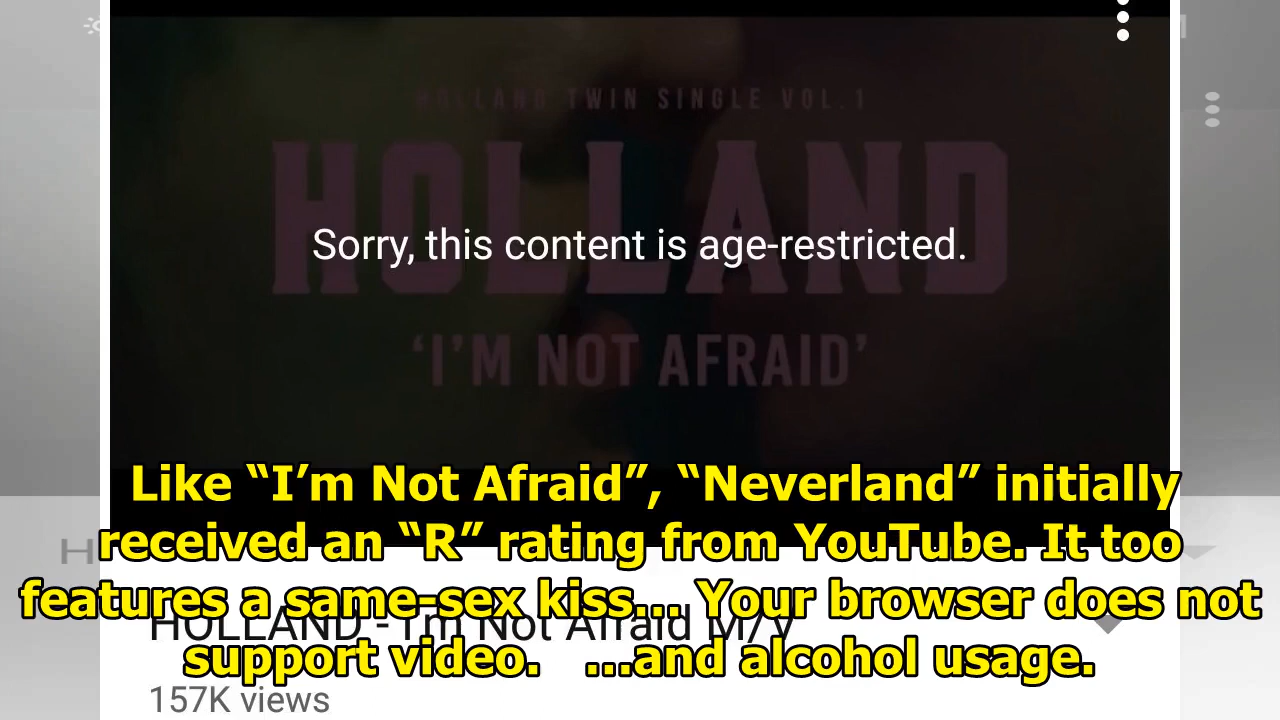 HOLLAND TWIN SINGLE VOL.1
HOLLAND
Sorry, this content is age-restricted.
‘I’M NOT AFRAID’
Like “I’m Not Afraid”, “Neverland” initially
received an “R” rating from YouTube. It too
features a same-sex kiss... Your browser does not
support video. ...and alcohol usage.
HOLLAND - I'm Not Afraid M/V
157K views